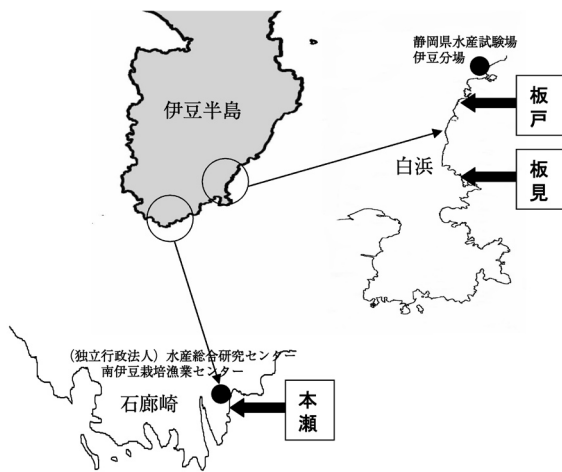 静岡県水産試験場
伊豆分場
伊豆半島
板戸
白浜
板見
(独立行政法人)水産総合研究センター
南伊豆栽培漁業センター
石廊崎
本瀬